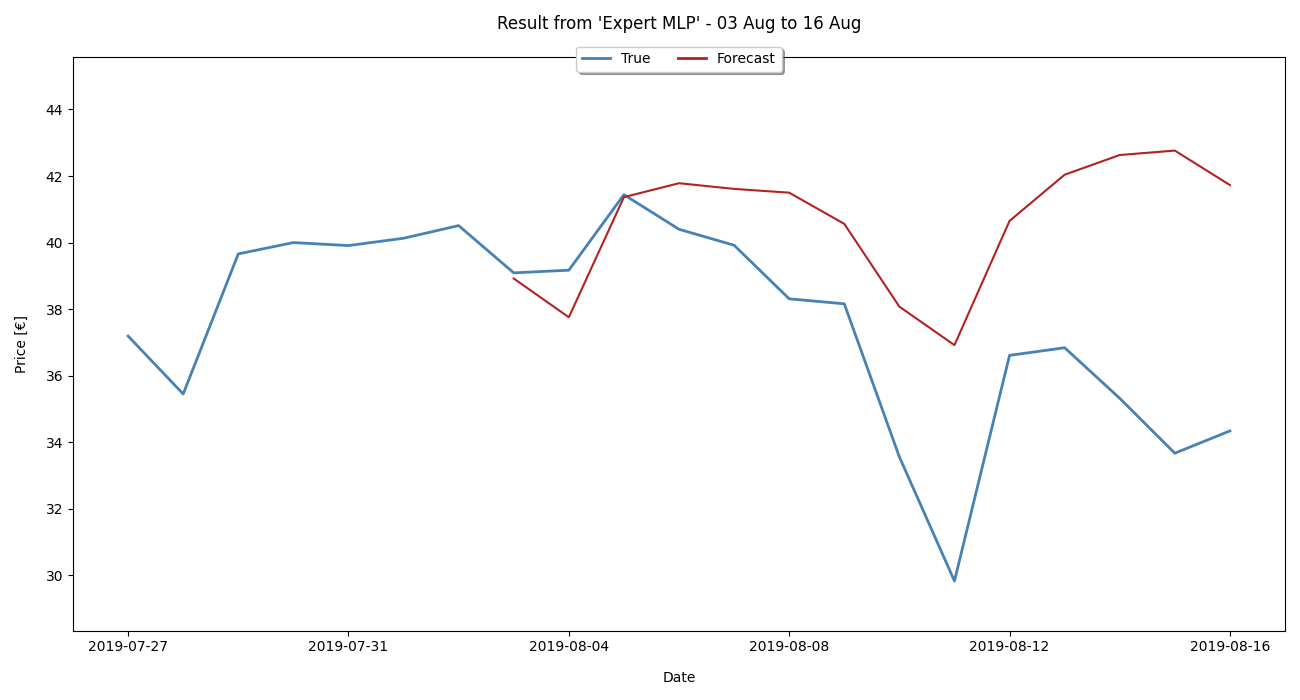 Result from 'Expert MLP' - 03 Aug to 16 Aug
True Forecast
44
42
40
38
36
34
32
30
Price [€]
2019-07-27 2019-07-31 2019-08-04 2019-08-08 2019-08-12 2019-08-16
Date